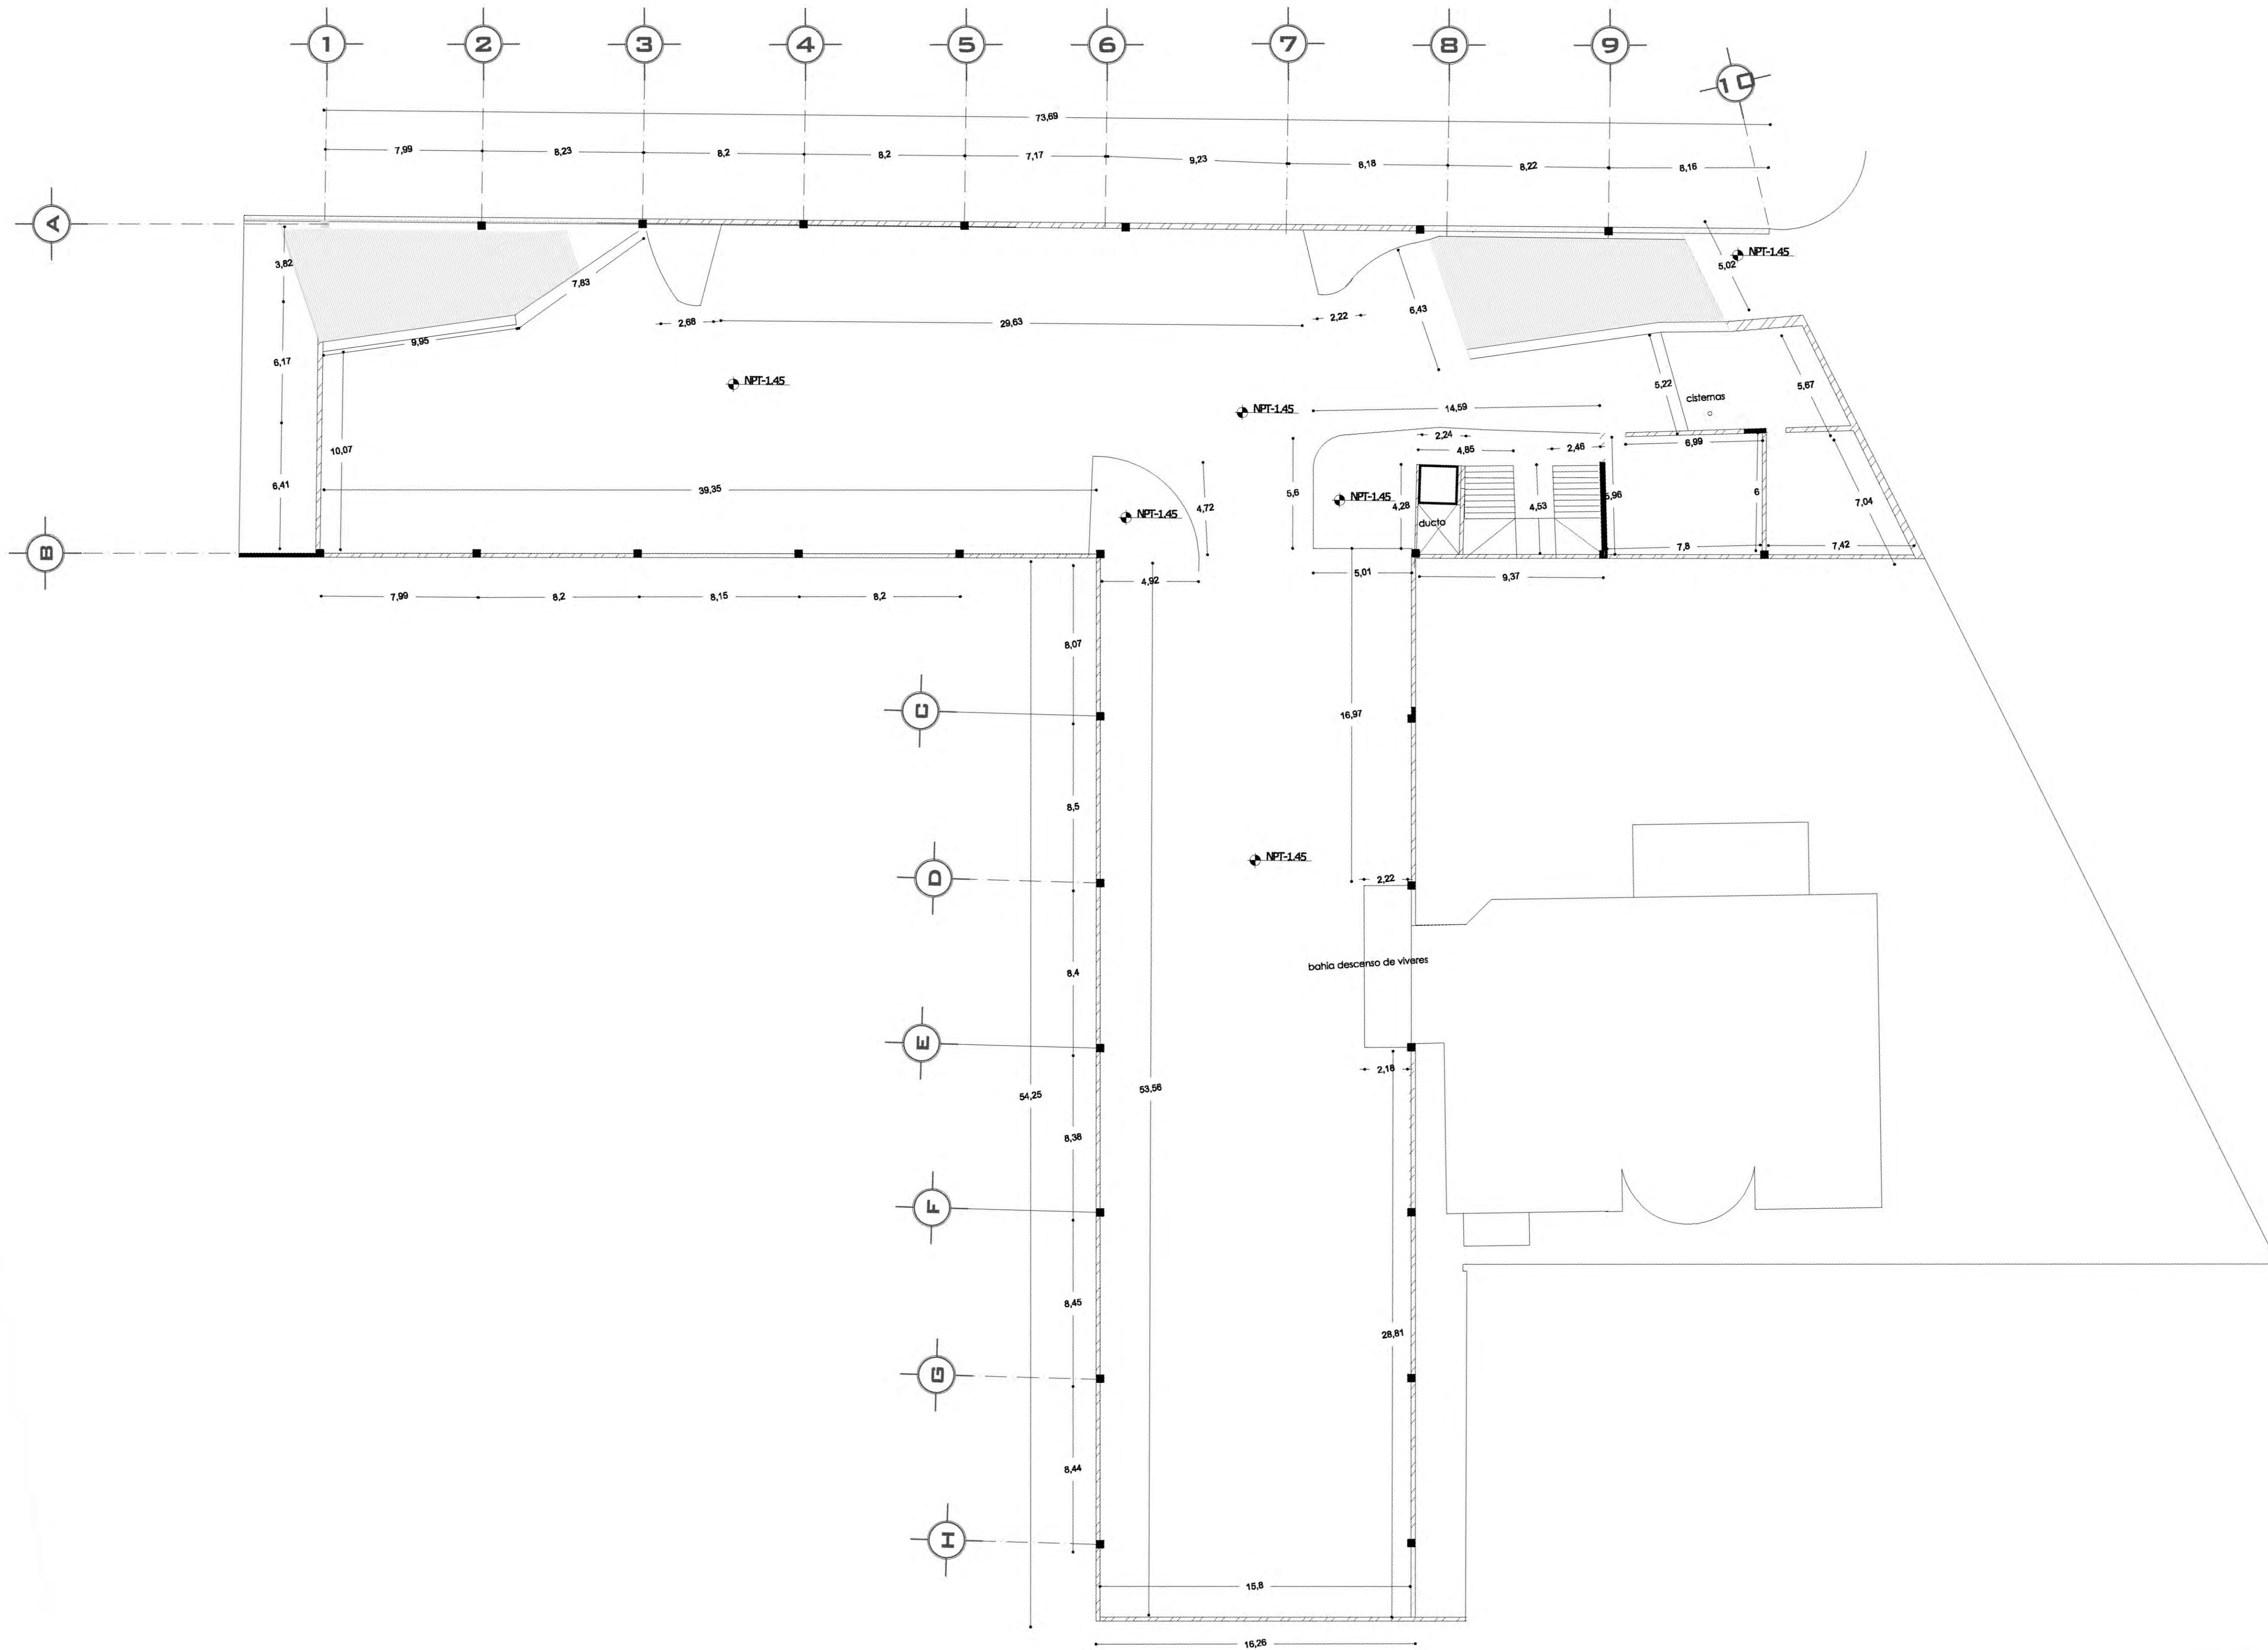 1 2 3 4 5 6 7 8 9 10
73,69
7,99 8,23 8,2 8,2 7,17 9,23 8,18 8,22 8,16
A
3,82
7,83
5,02
NPT-1.45
2,68
29,63
2,22
6,43
9,95
6,17
NPT-1.45
5,22
5,67
cisternas
14,59
NPT-1.45
2,24
6,99
10,07
4,85
2,46
6,41
39,35
5,6
NPT-1.45
5,96
6
4,28
4,53
4,72
7,04
NPT-1.45
ducto
B
7,8
7,42
4,92
5,01
9,37
7,99 8,2 8,15 8,2
8,07
C
16,97
8,5
NPT-1.45
D
2,22
bahia descenso de viveres
8,4
E
2,18
54,25
53,56
8,38
F
8,45
28,81
G
8,44
H
15,8
16,26